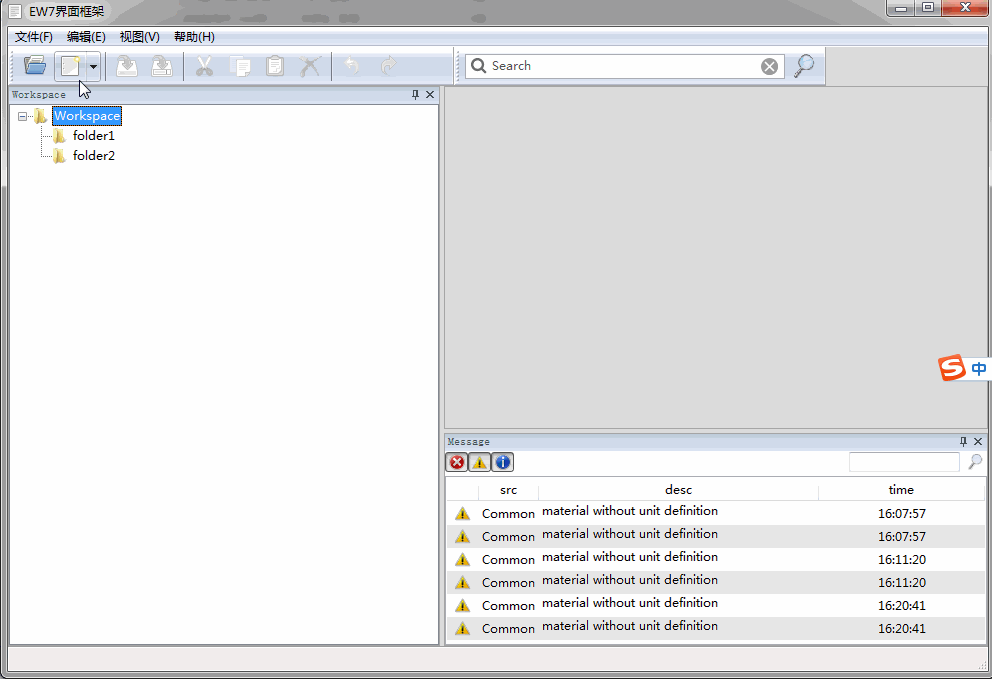 EW7界面框架
文件(F) 编辑(E) 视图(V) 帮助(H)
Search
Workspace
Workspace
folder1
folder2
中
Message
src desc time
Common material without unit definition 16:07:57
Common material without unit definition 16:07:57
Common material without unit definition 16:11:20
Common material without unit definition 16:11:20
Common material without unit definition 16:20:41
Common material without unit definition 16:20:41